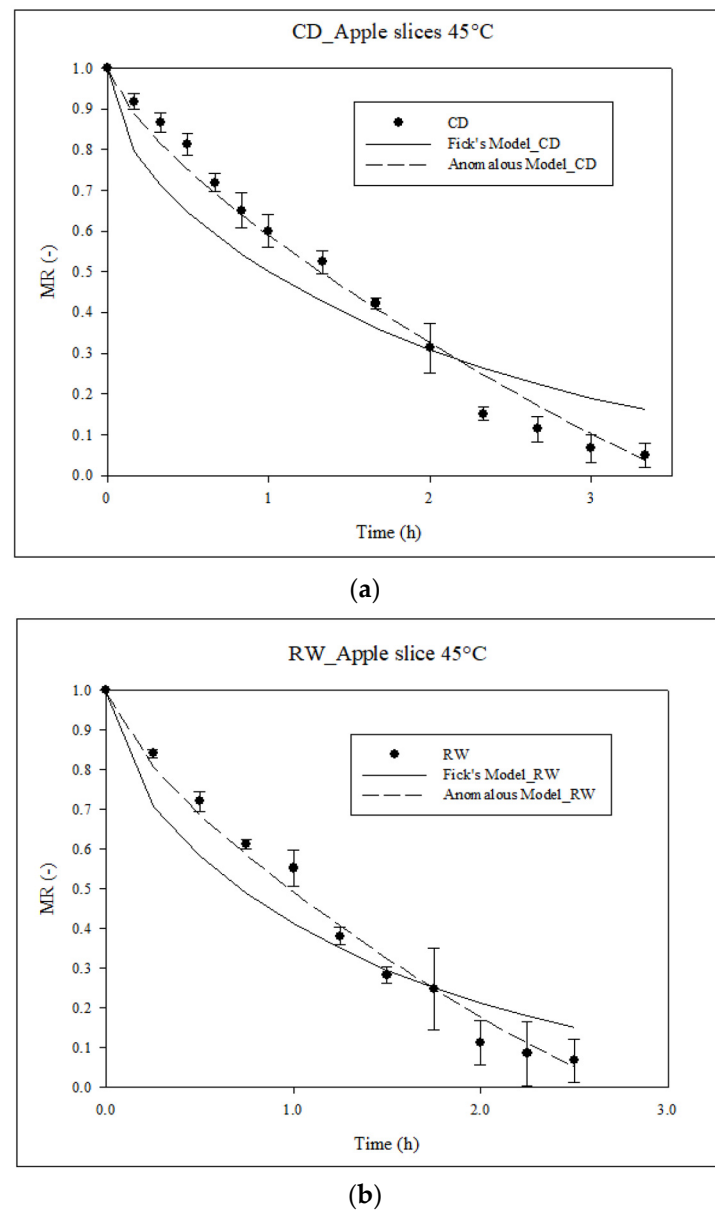 CD_Apple slices 45°C
1.0
0.9
0.8
0.7
0.6
0.5
0.4
0.3
0.2
0.1
0.0
MR (-)
CD
Fick's Model_CD
Anomalous Model_CD
0 1 2 3
Time (h)
(a)
RW_Apple slice 45°C
1.0
0.9
0.8
0.7
0.6
0.5
0.4
0.3
0.2
0.1
0.0
MR (-)
RW
Fick's Model_RW
Anomalous Model_RW
0.0 1.0 2.0 3.0
Time (h)
(b)